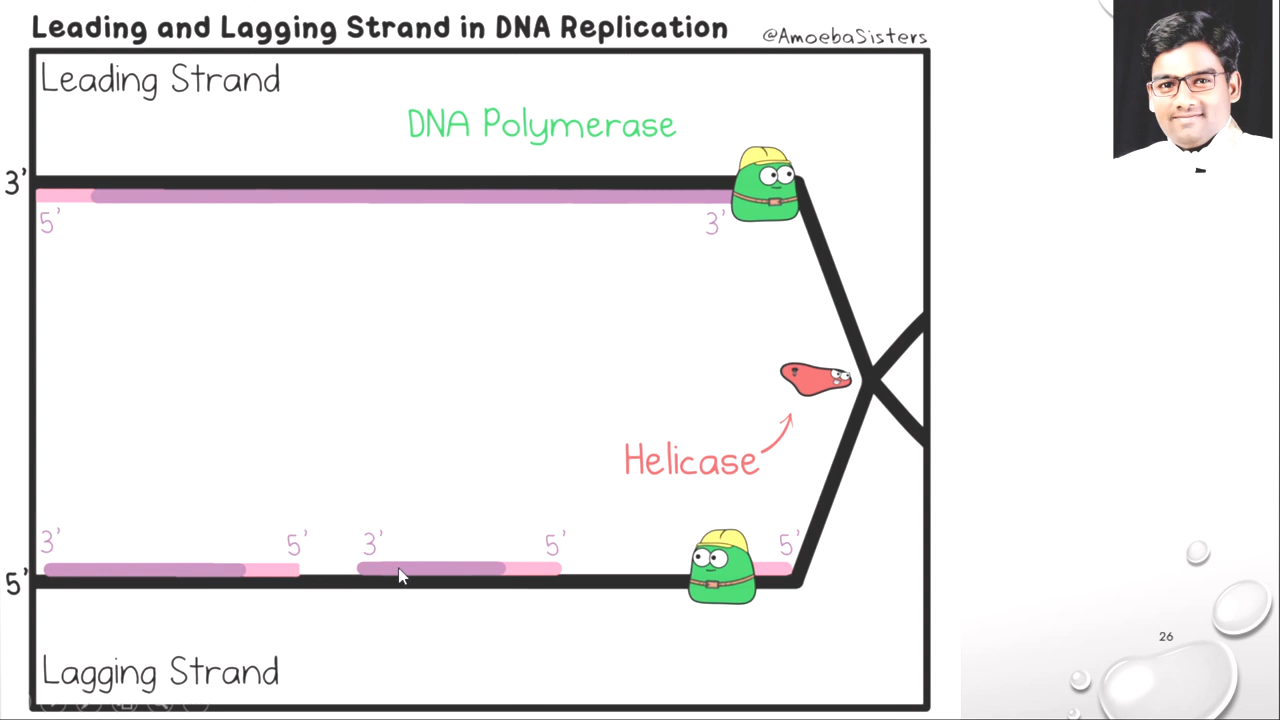 Leading and Lagging Strand in DNA Replication @AmoebaSisters
Leading Strand
DNA Polymerase
3’
5’ 3’
Helicase
3’ 5’ 3’ 5’ 5’
5’
Lagging Strand
26